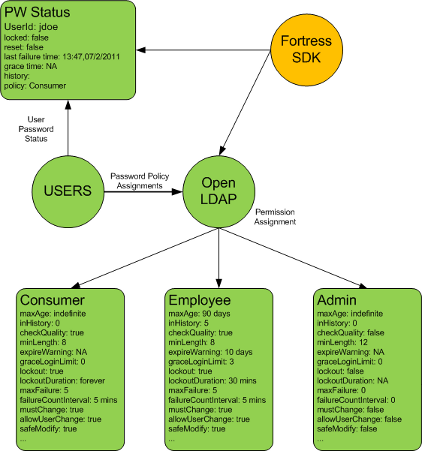 PW Status
UserId: jdoe
locked: false
reset: false
last failure time: 13:47,07/2/2011
grace time: NA
history:
policy: Consumer
Fortress
SDK
User
Password
Status
USERS
Password Policy
Assignments
Open
LDAP
Permission
Assignment
Consumer
maxAge: indefinite
inHistory: 0
checkQuality: true
minLength: 8
expireWarning: NA
graceLoginLimit: 0
lockout: true
lockoutDuration: forever
maxFailure: 5
failureCountInterval: 5 mins
mustChange: true
allowUserChange: true
safeModify: true
...
Employee
maxAge: 90 days
inHistory: 5
checkQuality: true
minLength: 8
expireWarning: 10 days
graceLoginLimit: 3
lockout: true
lockoutDuration: 30 mins
maxFailure: 5
failureCountInterval: 5 mins
mustChange: true
allowUserChange: true
safeModify: true
...
Admin
maxAge: indefinite
inHistory: 0
checkQuality: false
minLength: 12
expireWarning: NA
graceLoginLimit: 0
lockout: false
lockoutDuration: NA
maxFailure: 0
failureCountInterval: 0
mustChange: false
allowUserChange: false
safeModify: false
...